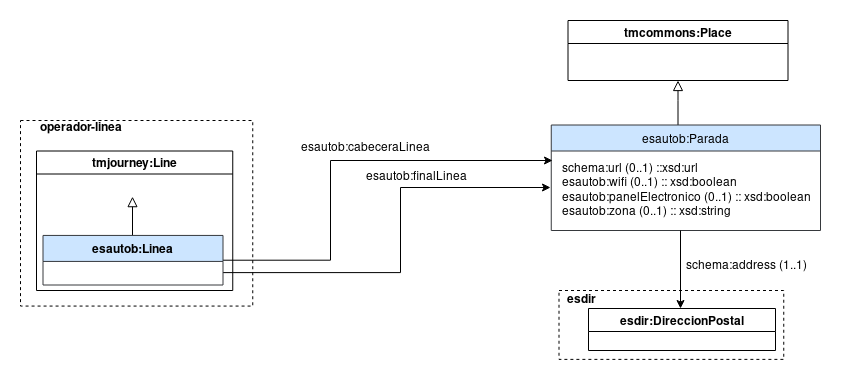 tmcommons:Place
operador-linea
esautob:Parada
esautob:cabeceraLinea
tmjourney:Line
schema:url (0..1) ::xsd:url
esautob:finalLinea
esautob:wifi (0..1) :: xsd:boolean
esautob:panelElectronico (0..1) :: xsd:boolean
esautob:zona (0..1) :: xsd:string
esautob:Linea
schema:address (1..1)
esdir
esdir:DireccionPostal